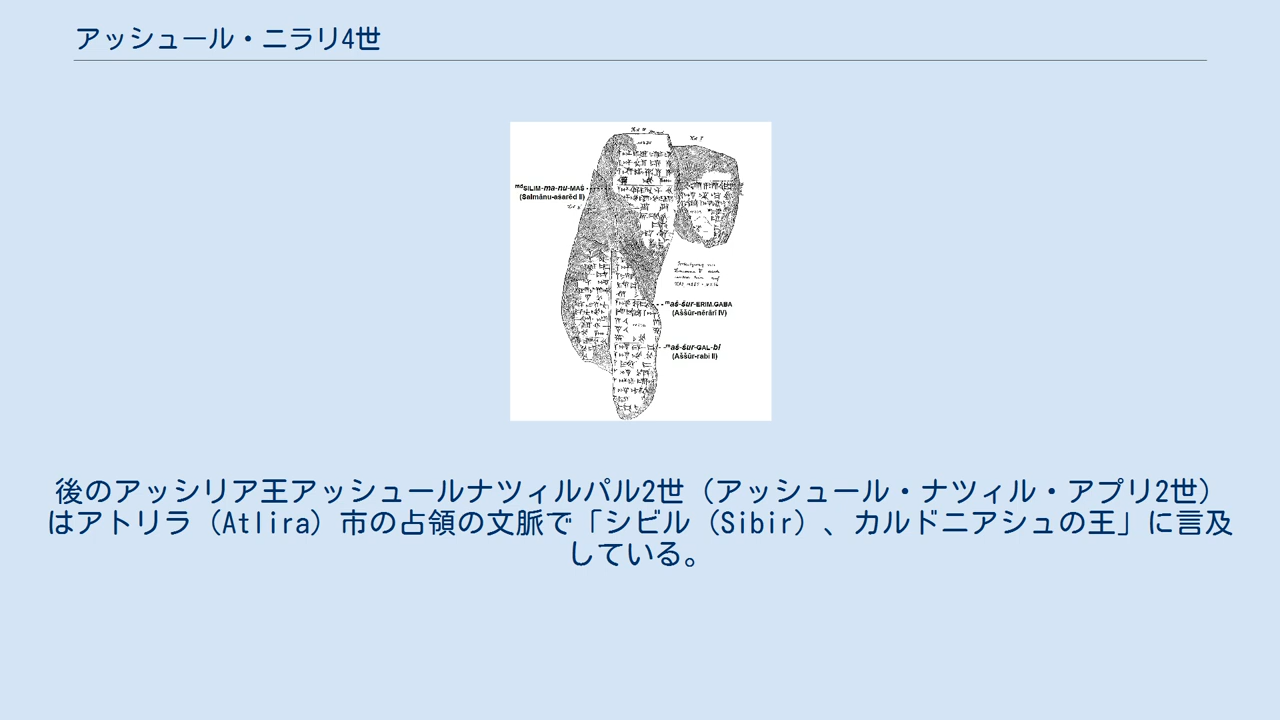 アッシュール・ニラリ4世
mdSILIM-ma-nu-MAŠ
(Salmānu-ašarēd II)
maš-šur-ERIM.GABA
(Aššūr-nērārī IV)
maš-šur-GAL-bi
(Aššūr-rabi II)
後のアッシリア王アッシュールナツィルパル2世（アッシュール・ナツィル・アプリ2世）
はアトリラ（Atlira）市の占領の文脈で「シビル（Sibir）、カルドニアシュの王」に言及
している。